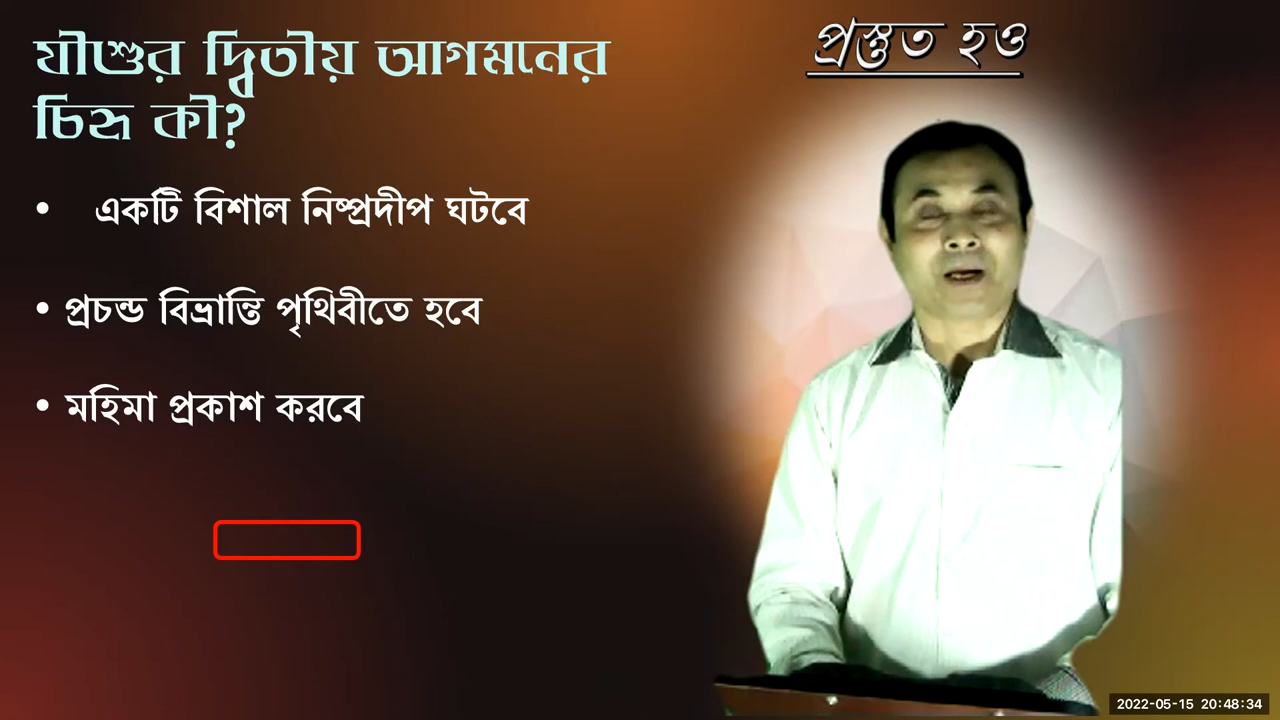 যীশুর দ্বিতীয় আগমনের
চিহ্ন কী?
প্রস্তুত হও
• একটি বিশাল নিষ্প্রদীপ ঘটবে
• প্রচন্ড বিভ্রান্তি পৃথিবীতে হবে
• মহিমা প্রকাশ করবে
2022-05-15 20:48:34